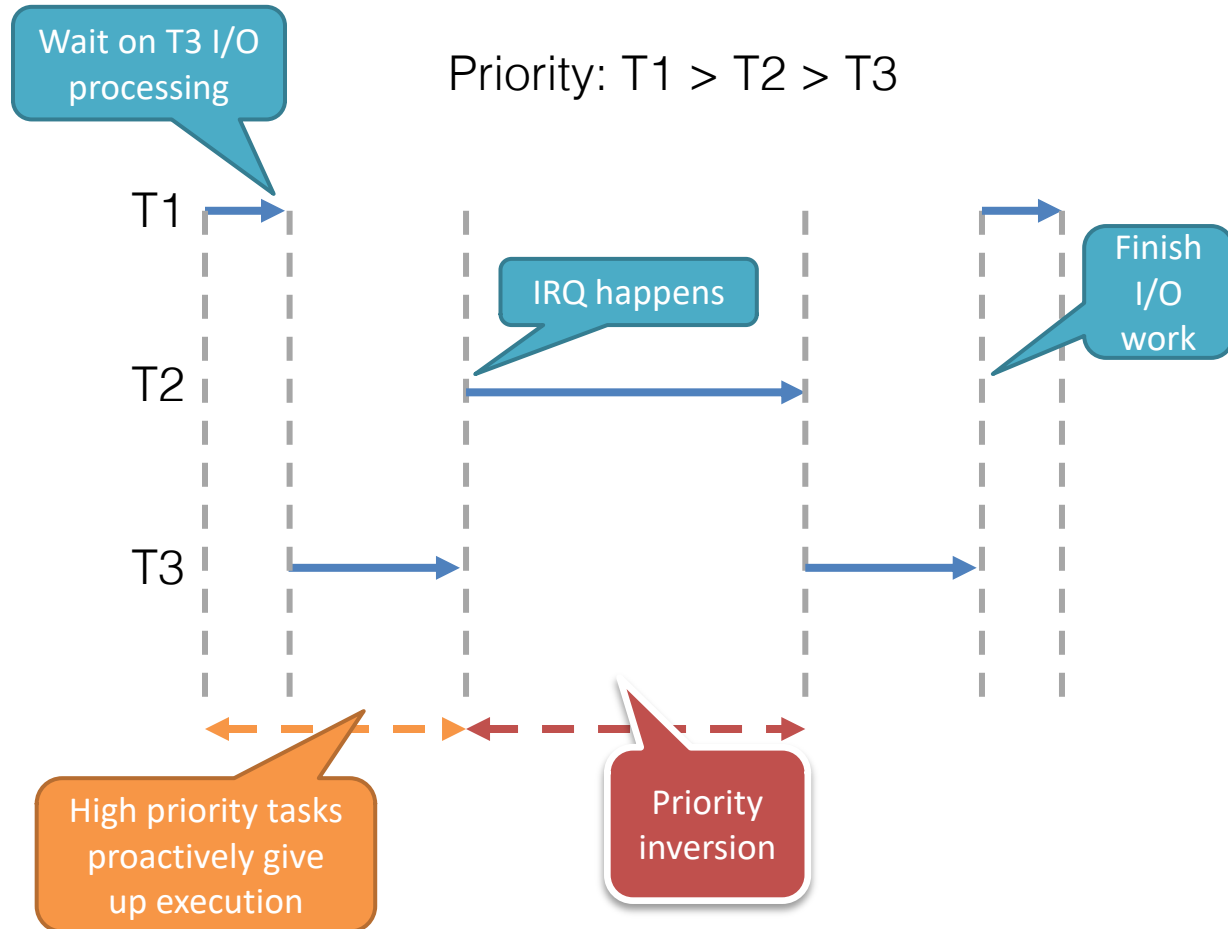 Wait on T3 I/O
processing
Priority: T1 > T2 > T3
T1
IRQ happens
Finish
I/O
work
T2
T3
High priority tasks
proactively give
up execution
Priority
inversion